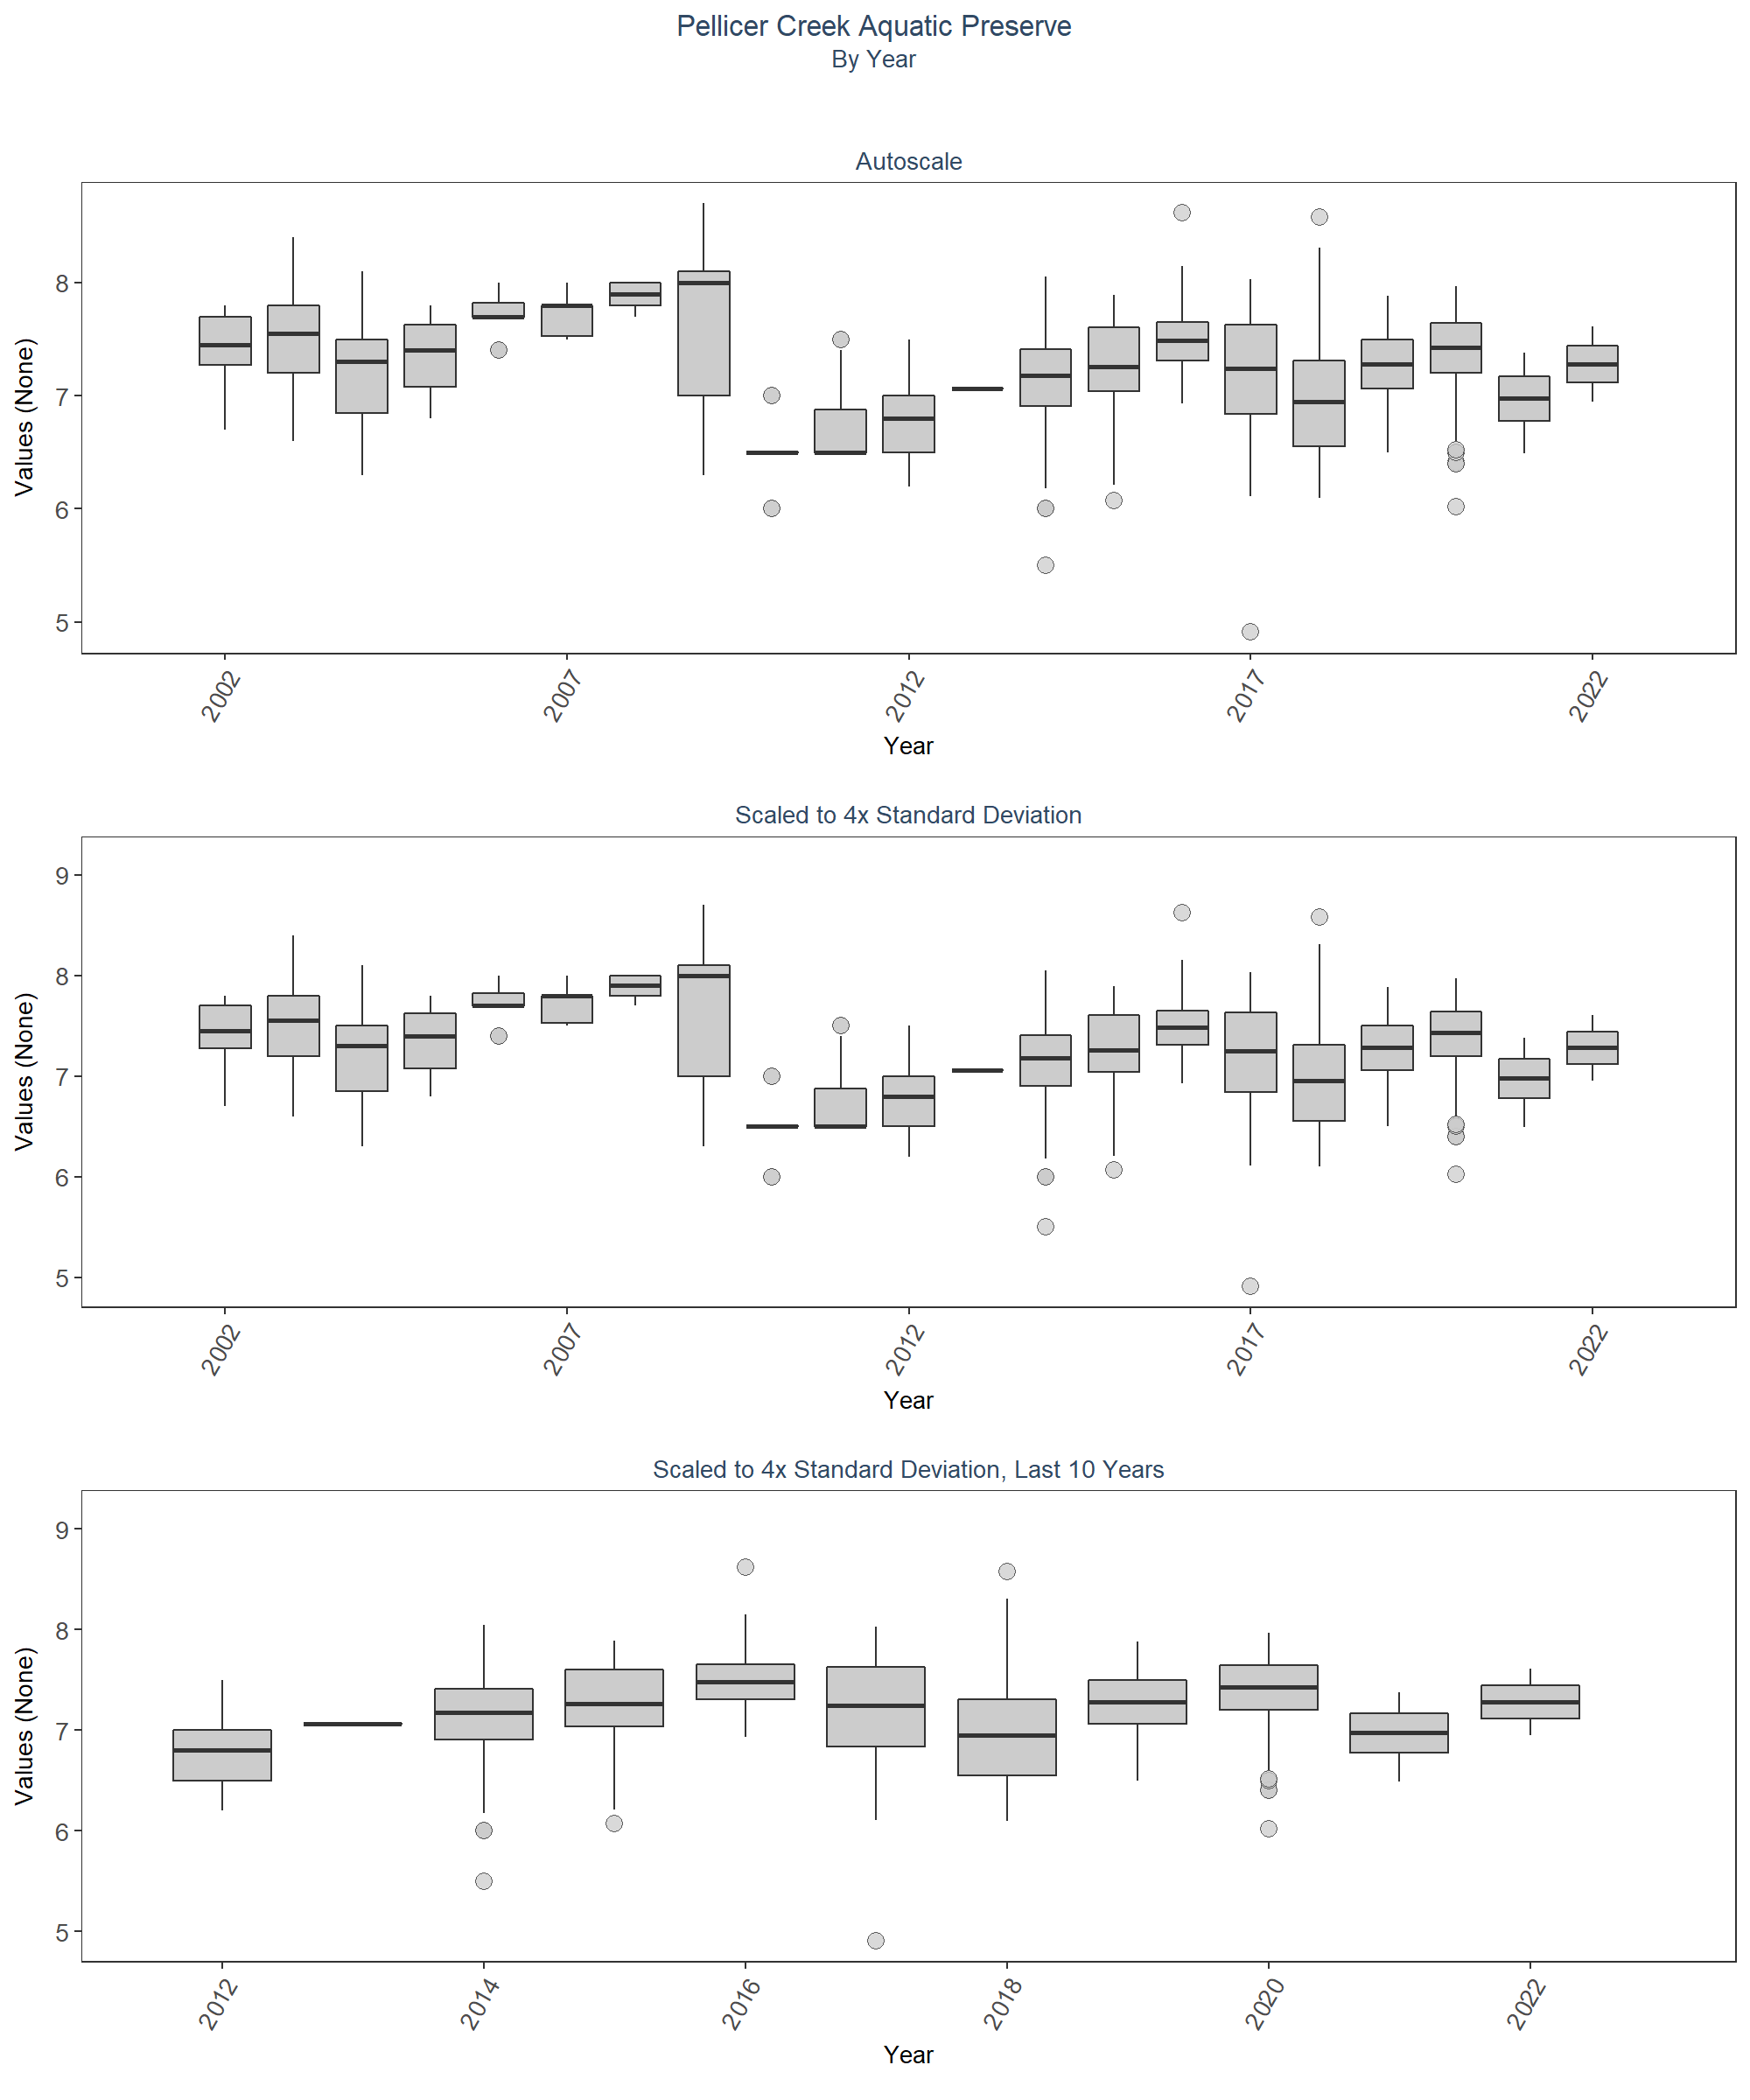 Pellicer Creek Aquatic Preserve
By Year
Autoscale
Values (None)
8
7
6
5
2002
2007
2012
2017
2022
Year
Scaled to 4x Standard Deviation
Values (None)
9
8
7
6
5
2002
2007
2012
2017
2022
Year
Scaled to 4x Standard Deviation, Last 10 Years
Values (None)
9
8
7
6
5
2012
2014
2016
2018
2020
2022
Year